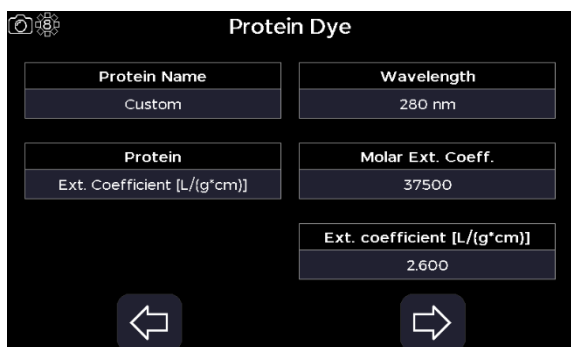 8
Protein Dye
Protein Name
Custom
Wavelength
280 nm
Protein
Ext. Coefficient [L/(g*cm)]
Molar Ext. Coeff.
37500
Ext. coefficient [L/(g*cm)]
2.600